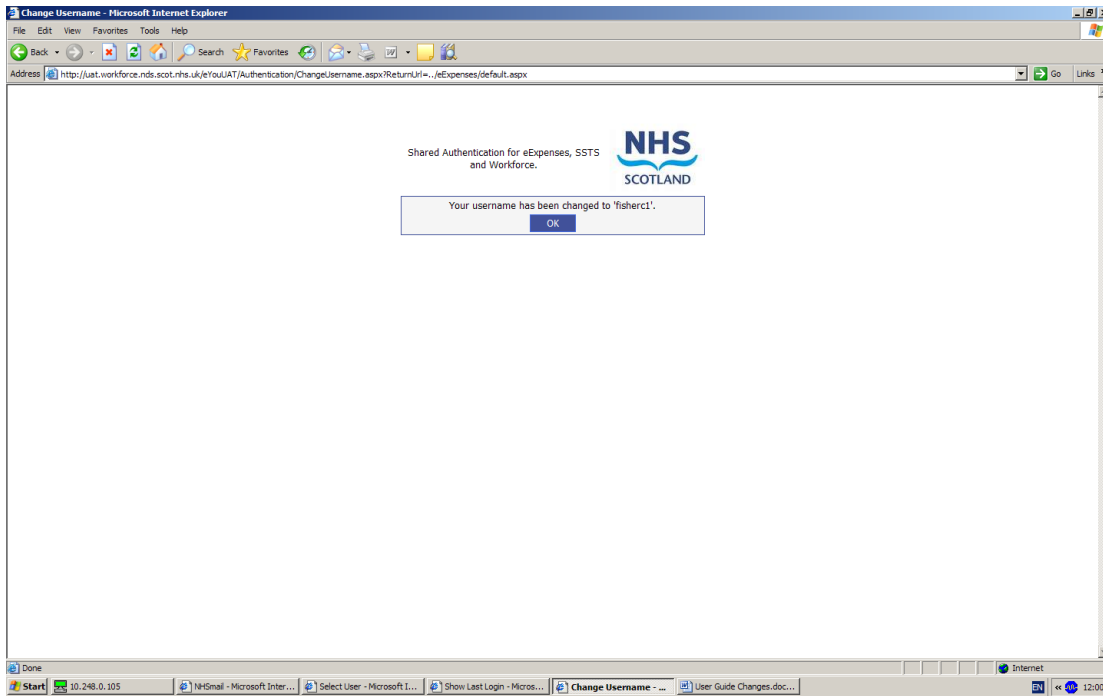 Change Username - Microsoft Internet Explorer
File Edit View Favorites Tools Help
Back Search Favorites
Address http://uat.workforce.nds.scot.nhs.uk/eYouUAT/Authentication/ChangeUsername.aspx?ReturnUrl=../eExpenses/default.aspx Go Links
Shared Authentication for eExpenses, SSTS
and Workforce.
NHS
SCOTLAND
Your username has been changed to 'fisherc1'.
OK
Done Internet
Start 10.248.0.105 NHSmail - Microsoft Inter... Select User - Microsoft I... Show Last Login - Micros... Change Username - ... User Guide Changes.doc... EN « 12:00